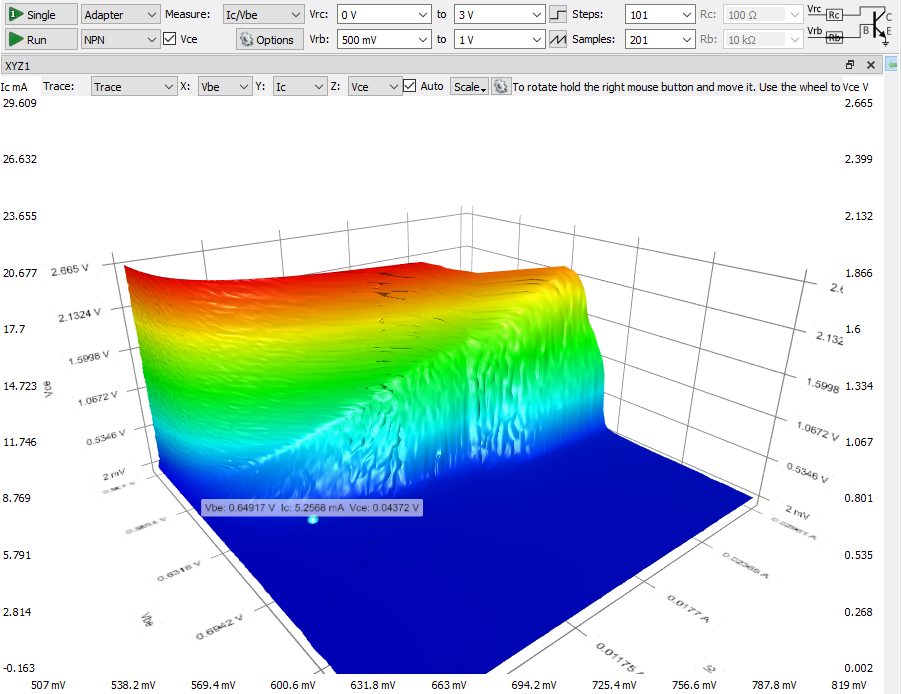 1 Single Adapter Measure: Ic/Vbe Vrc: 0 V to 3 V Steps: 101 Rc: 100 Ω Vrc Rc C
Run NPN Vce Options Vrb: 500 mV to 1 V Samples: 201 Rb: 10 kΩ Vrb Rb B E
XYZ1
Ic mA Trace: Trace X: Vbe Y: Ic Z: Vce Auto Scale To rotate hold the right mouse button and move it. Use the wheel to Vce V
29.609 2.665
26.632 2.399
23.655 2.132
20.677 2.665 V 1.866
2.1324 V 2.132
17.7 1.5998 V 1.6
14.723 Vce 1.0672 V 1.5998 1.334
11.746 0.5346 V 1.0672 V 1.067
2 mV 0.5346 V
8.769 Vbe: 0.64917 V Ic: 5.2568 mA Vce: 0.04372 V 2 mV 0.801
5.791 0.6318 V 0.02365 A 0.535
2.814 Vbe 0.6942 V 0.0177 A 0.268
-0.163 0.01175 A 0.002
507 mV 538.2 mV 569.4 mV 600.6 mV 631.8 mV 663 mV 694.2 mV 725.4 mV 756.6 mV 787.8 mV 819 mV